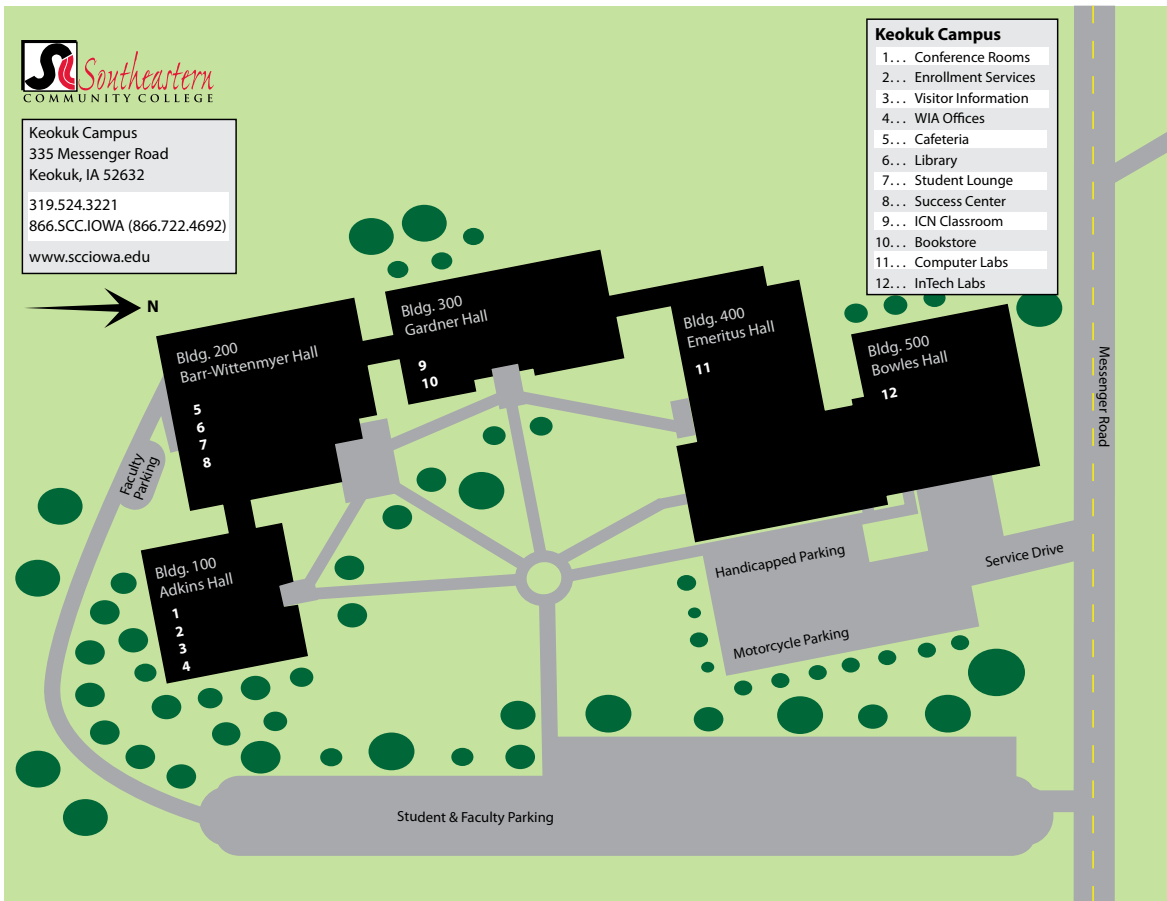 Southeastern
COMMUNITY COLLEGE
Keokuk Campus
335 Messenger Road
Keokuk, IA 52632
319.524.3221
866.SCC.IOWA (866.722.4692)
www.scciowa.edu
N
Keokuk Campus
1... Conference Rooms
2... Enrollment Services
3... Visitor Information
4... WIA Offices
5... Cafeteria
6... Library
7... Student Lounge
8... Success Center
9... ICN Classroom
10... Bookstore
11... Computer Labs
12... InTech Labs
Bldg. 200
Barr-Wittenmyer Hall
5
6
7
8
Bldg. 300
Gardner Hall
9
10
Bldg. 400
Emeritus Hall
11
Bldg. 500
Bowles Hall
12
Messenger Road
Faculty
Parking
Bldg. 100
Adkins Hall
1
2
3
4
Handicapped Parking
Service Drive
Motorcycle Parking
Student & Faculty Parking